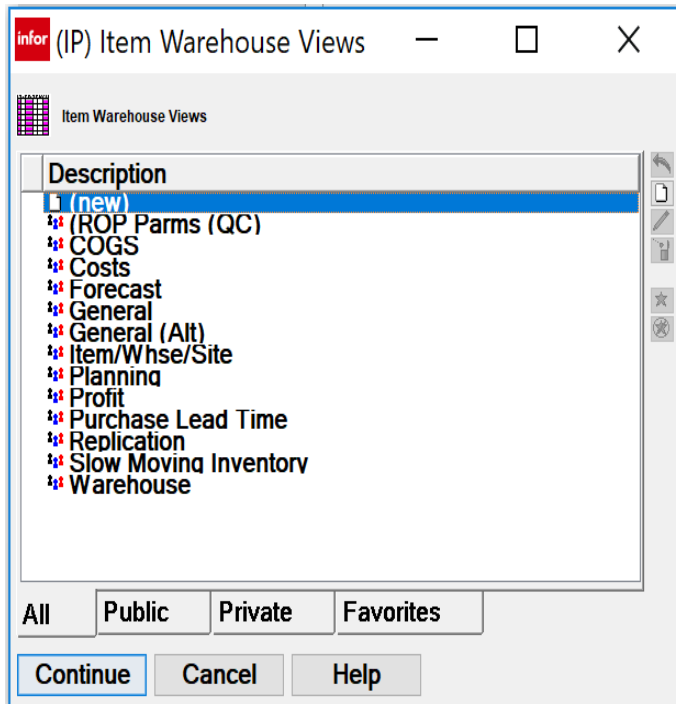 infor (IP) Item Warehouse Views
Item Warehouse Views
Description
(new)
(ROP Parms (QC)
COGS
Costs
Forecast
General
General (Alt)
Item/Whse/Site
Planning
Profit
Purchase Lead Time
Replication
Slow Moving Inventory
Warehouse
All Public Private Favorites
Continue Cancel Help